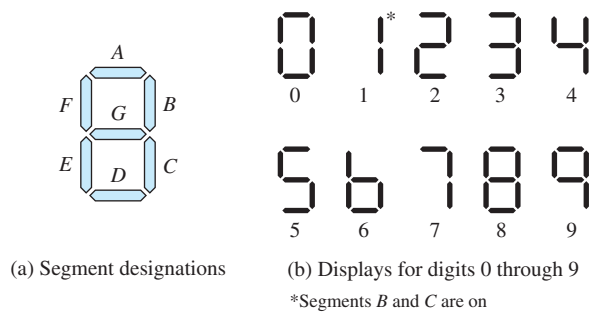 A
F G B
E D C
(a) Segment designations
*
0 1 2 3 4
5 6 7 8 9
(b) Displays for digits 0 through 9
*Segments B and C are on